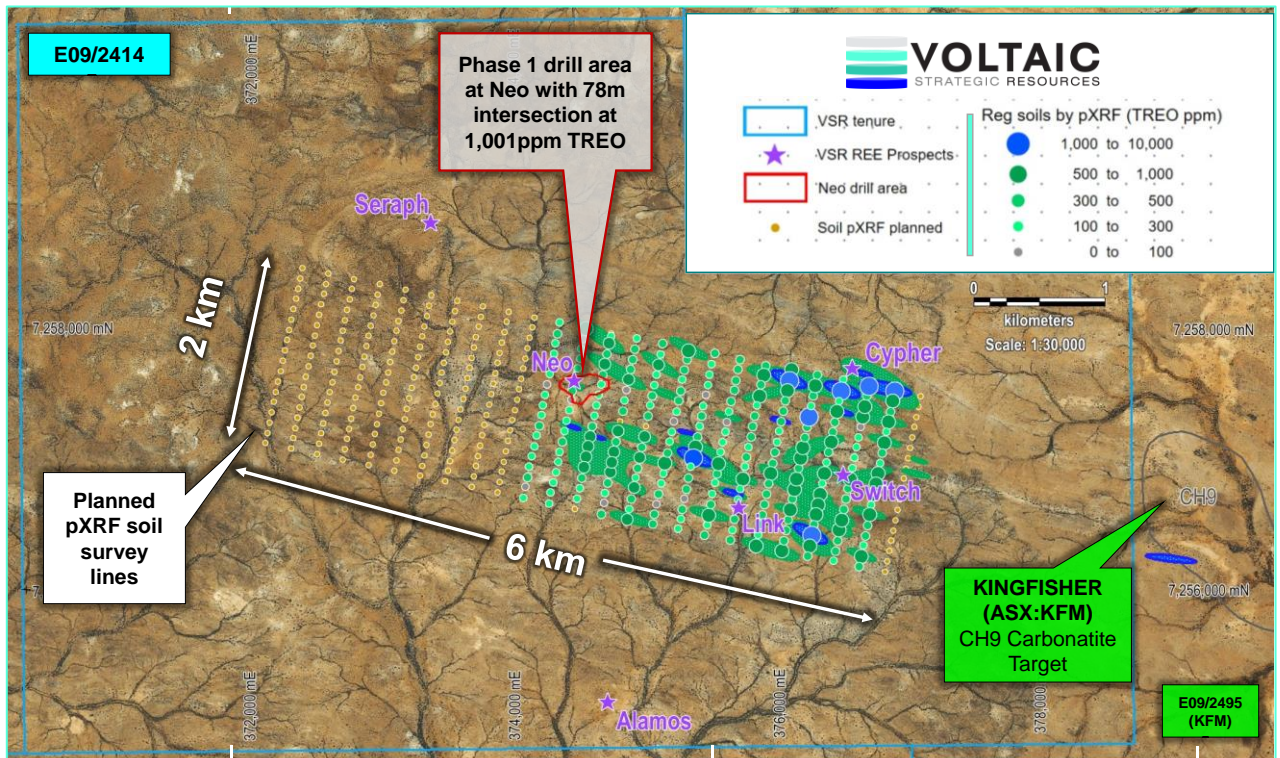 E09/2414
372,000 mE
Phase 1 drill area
at Neo with 78m
intersection at
1,001ppm TREO
VOLTAIC
STRATEGIC RESOURCES
VSR tenure
VSR REE Prospects
Neo drill area
Soil pXRF planned
Reg soils by pXRF (TREO ppm)
1,000 to 10,000
500 to 1,000
300 to 500
100 to 300
0 to 100
Seraph
0 1
kilometers
Scale: 1:30,000
7,258,000 mN
7,258,000 mN
2 km
Neo
Cypher
Switch
Link
CH9
Planned
pXRF soil
survey
lines
6 km
KINGFISHER
(ASX:KFM)
CH9 Carbonatite
Target
7,256,000 mN
372,000 mE
374,000 mE
376,000 mE
378,000
Alamos
E09/2495
(KFM)